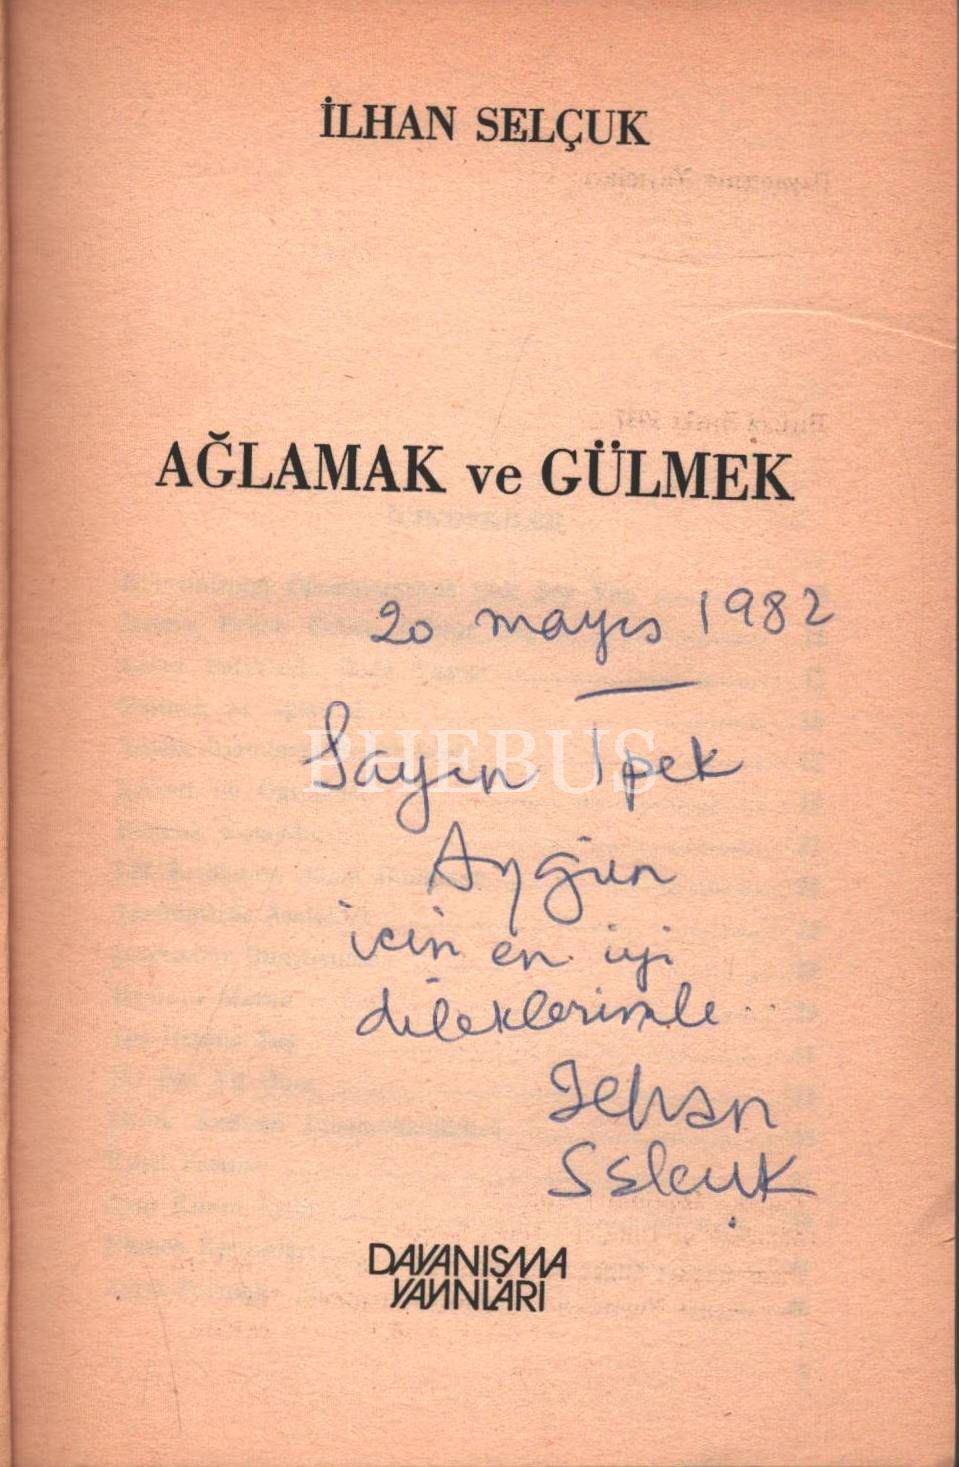 İLHAN SELÇUK
AĞLAMAK ve GÜLMEK
20 mayıs 1982
Sayın İpek
Aygün
için en iyi
dileklerimle..
İlhan
Selçuk
PHEBUS
DAYANIŞMA
YAYINLARI